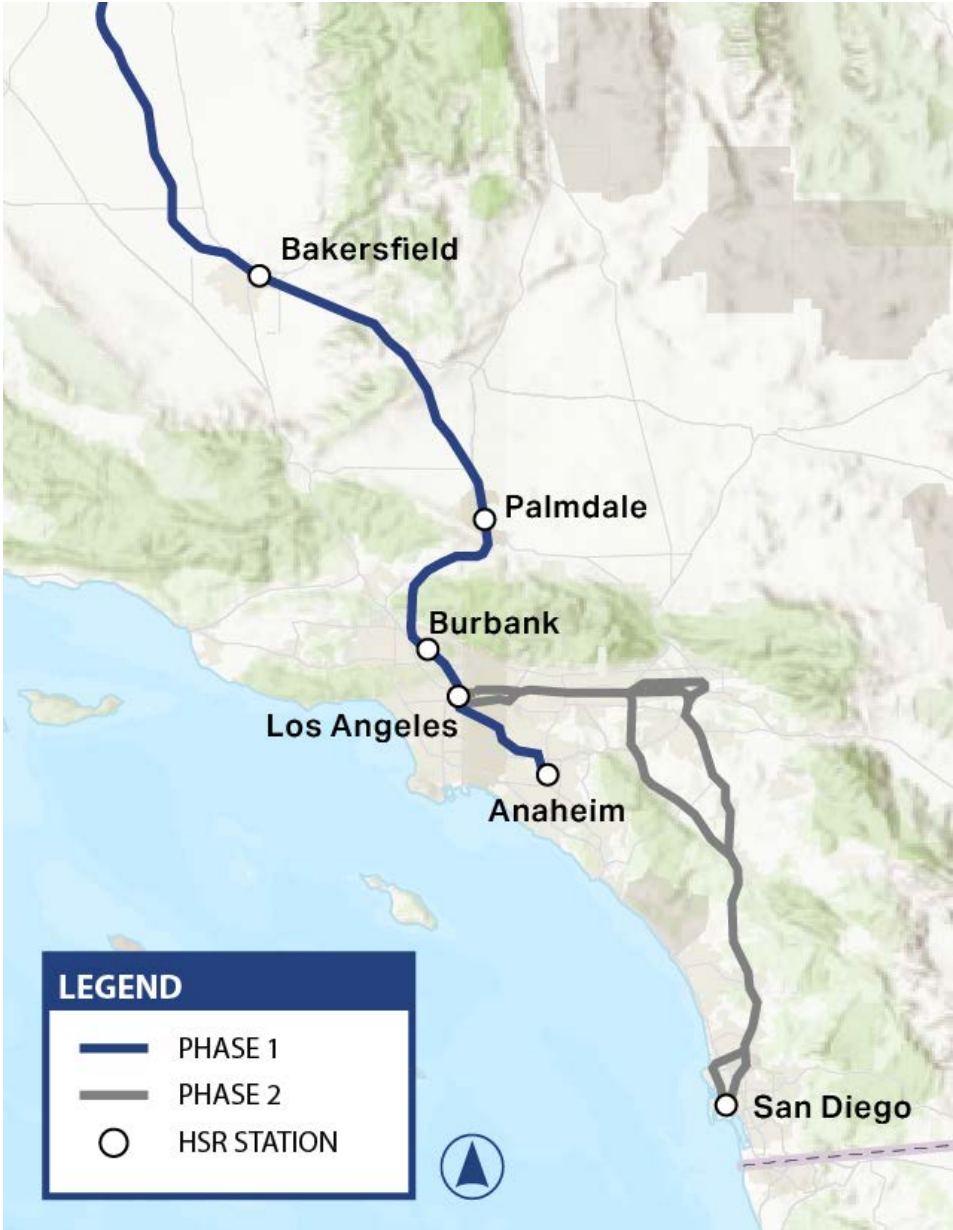 Bakersfield
Palmdale
Burbank
Los Angeles
Anaheim
San Diego
LEGEND
PHASE 1
PHASE 2
HSR STATION